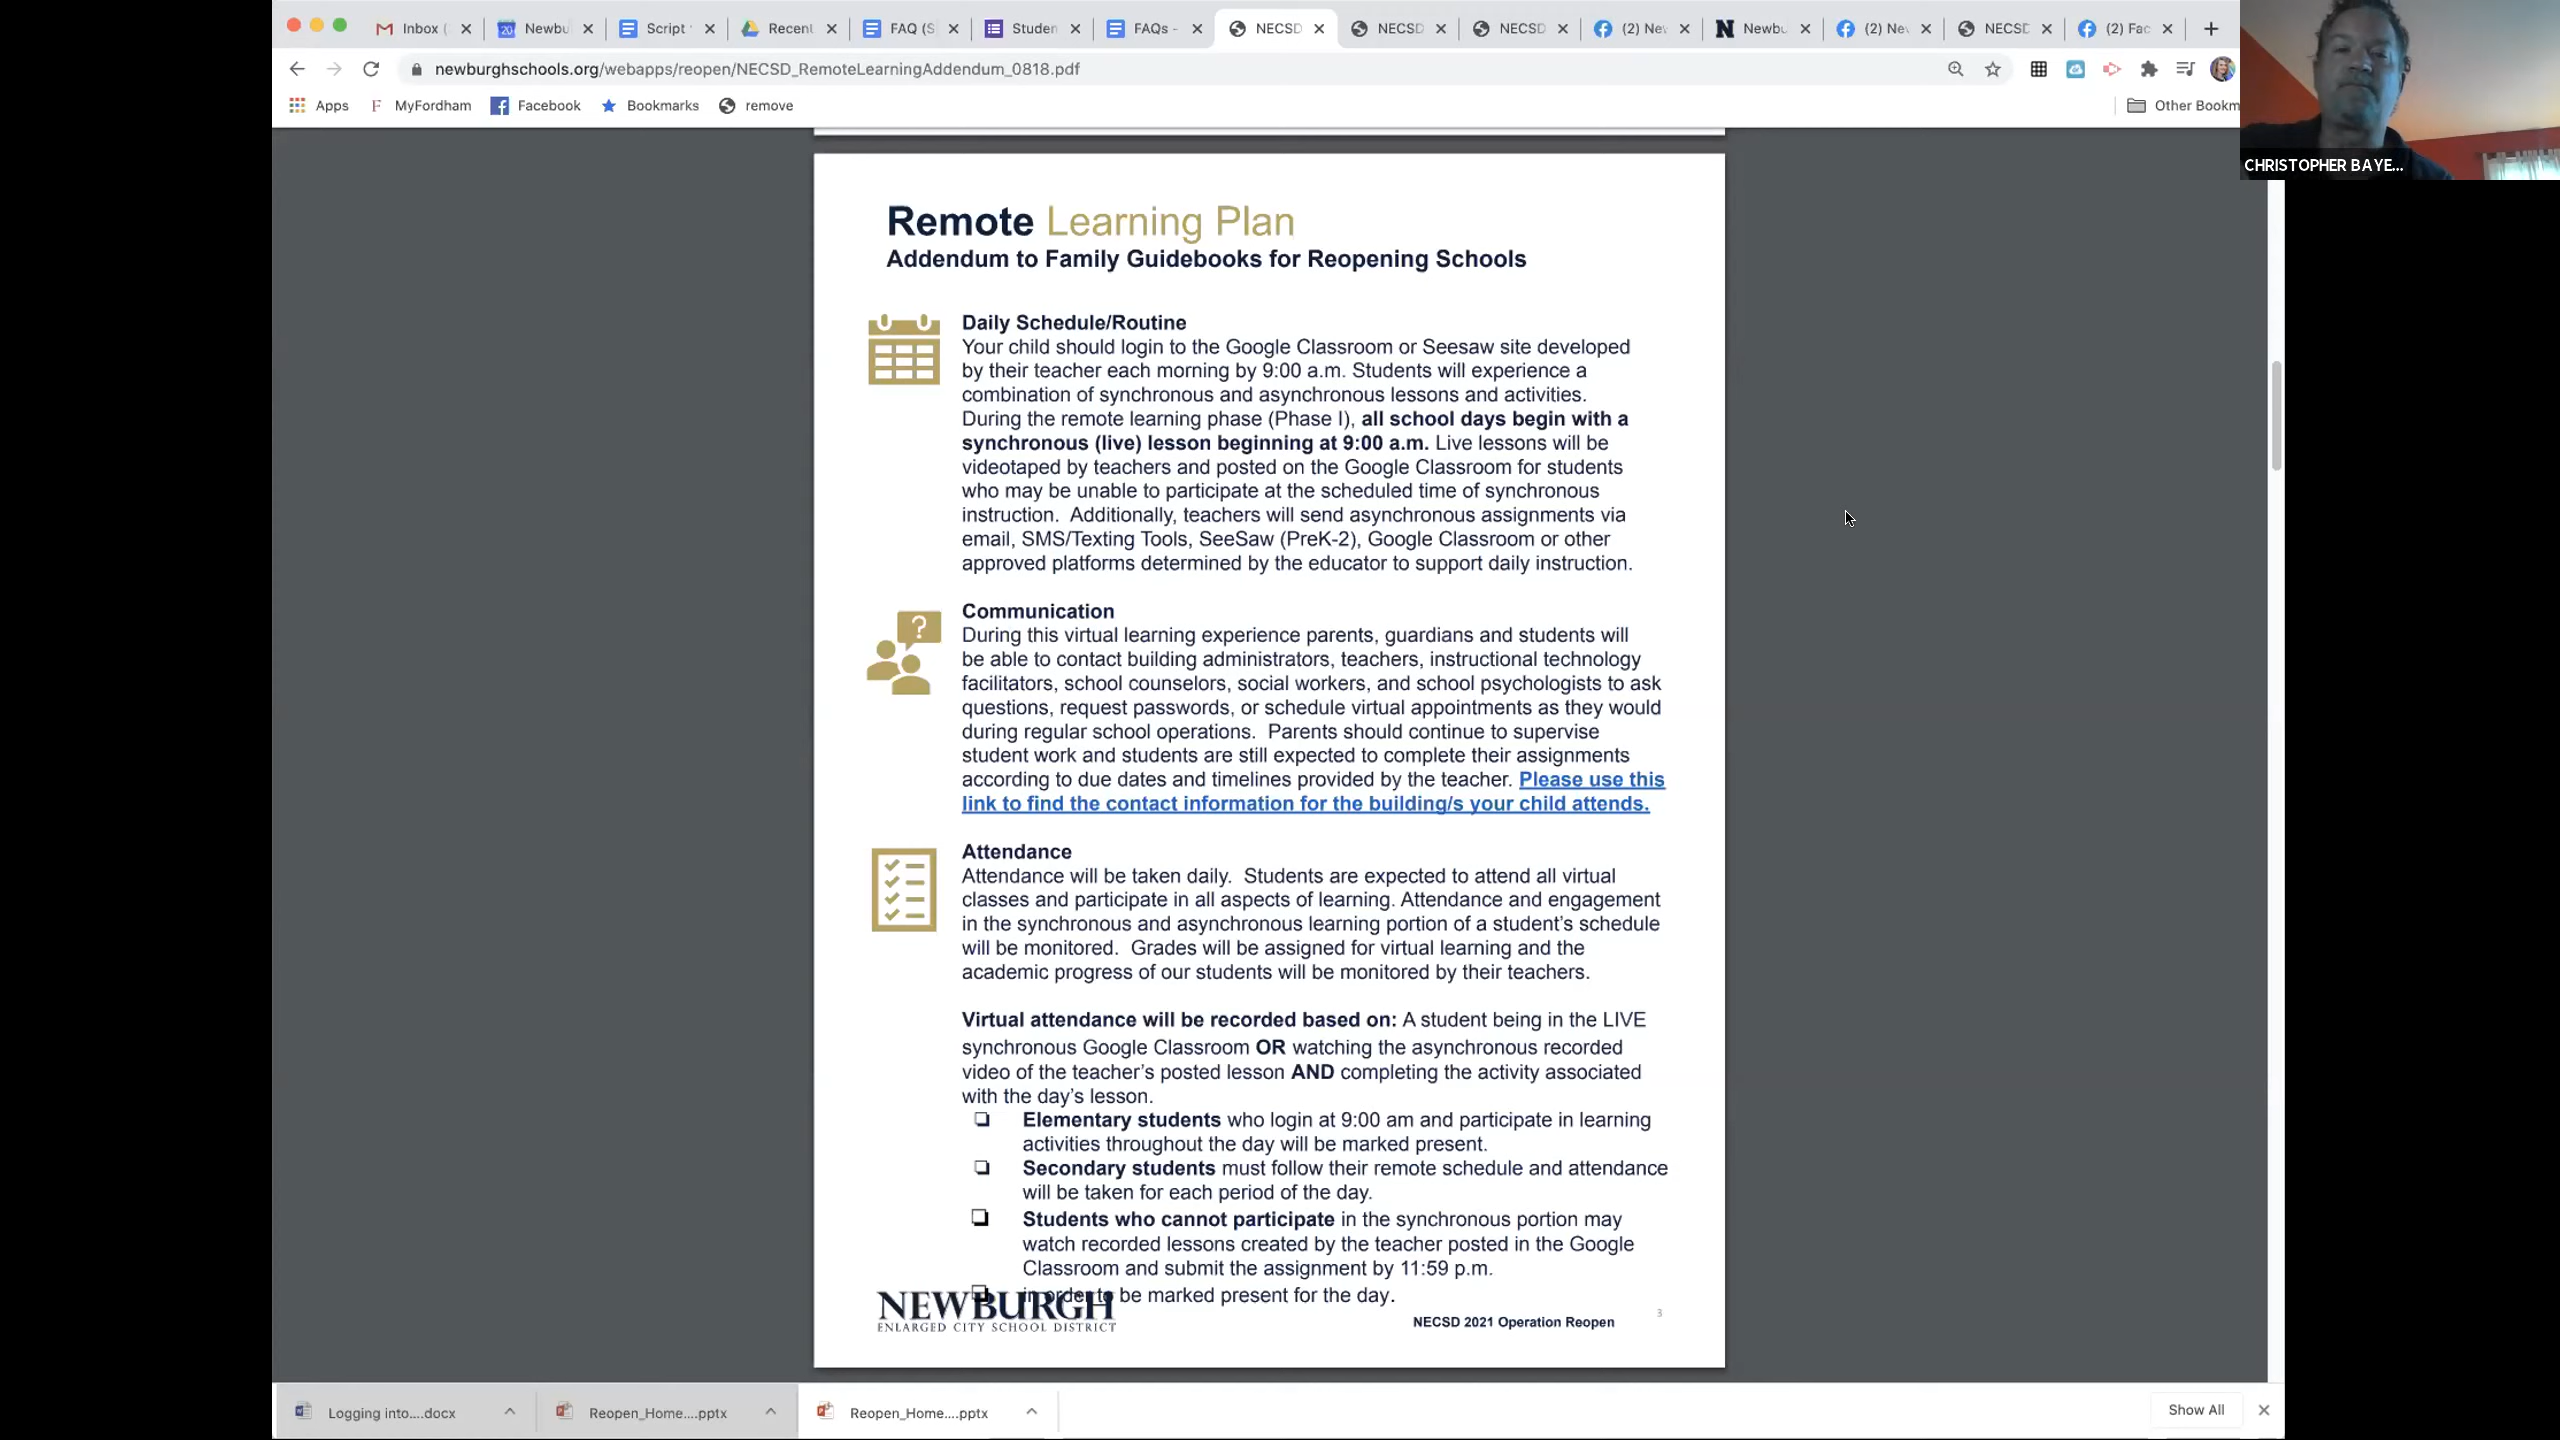 Inbox (
Newbu
Script
Recent
FAQ (S
Studen
FAQs -
NECSD
NECSD
NECSD
(2) Nev
Newbu
(2) Nev
NECSD
(2) Fac
newburghschools.org/webapps/reopen/NECSD_RemoteLearningAddendum_0818.pdf
Apps
MyFordham
Facebook
Bookmarks
remove
Other Bookm
CHRISTOPHER BAYE...
Remote Learning Plan
Addendum to Family Guidebooks for Reopening Schools
Daily Schedule/Routine
Your child should login to the Google Classroom or Seesaw site developed
by their teacher each morning by 9:00 a.m. Students will experience a
combination of synchronous and asynchronous lessons and activities.
During the remote learning phase (Phase I), all school days begin with a
synchronous (live) lesson beginning at 9:00 a.m. Live lessons will be
videotaped by teachers and posted on the Google Classroom for students
who may be unable to participate at the scheduled time of synchronous
instruction. Additionally, teachers will send asynchronous assignments via
email, SMS/Texting Tools, SeeSaw (PreK-2), Google Classroom or other
approved platforms determined by the educator to support daily instruction.
Communication
During this virtual learning experience parents, guardians and students will
be able to contact building administrators, teachers, instructional technology
facilitators, school counselors, social workers, and school psychologists to ask
questions, request passwords, or schedule virtual appointments as they would
during regular school operations. Parents should continue to supervise
student work and students are still expected to complete their assignments
according to due dates and timelines provided by the teacher. Please use this
link to find the contact information for the building/s your child attends.
Attendance
Attendance will be taken daily. Students are expected to attend all virtual
classes and participate in all aspects of learning. Attendance and engagement
in the synchronous and asynchronous learning portion of a student's schedule
will be monitored. Grades will be assigned for virtual learning and the
academic progress of our students will be monitored by their teachers.
Virtual attendance will be recorded based on: A student being in the LIVE
synchronous Google Classroom OR watching the asynchronous recorded
video of the teacher's posted lesson AND completing the activity associated
with the day's lesson.
Elementary students who login at 9:00 am and participate in learning
activities throughout the day will be marked present.
Secondary students must follow their remote schedule and attendance
will be taken for each period of the day.
Students who cannot participate in the synchronous portion may
watch recorded lessons created by the teacher posted in the Google
Classroom and submit the assignment by 11:59 p.m.
in order to be marked present for the day.
NEWBURGH
ENLARGED CITY SCHOOL DISTRICT
NECSD 2021 Operation Reopen
3
Logging into....docx
Reopen_Home....pptx
Reopen_Home....pptx
Show All